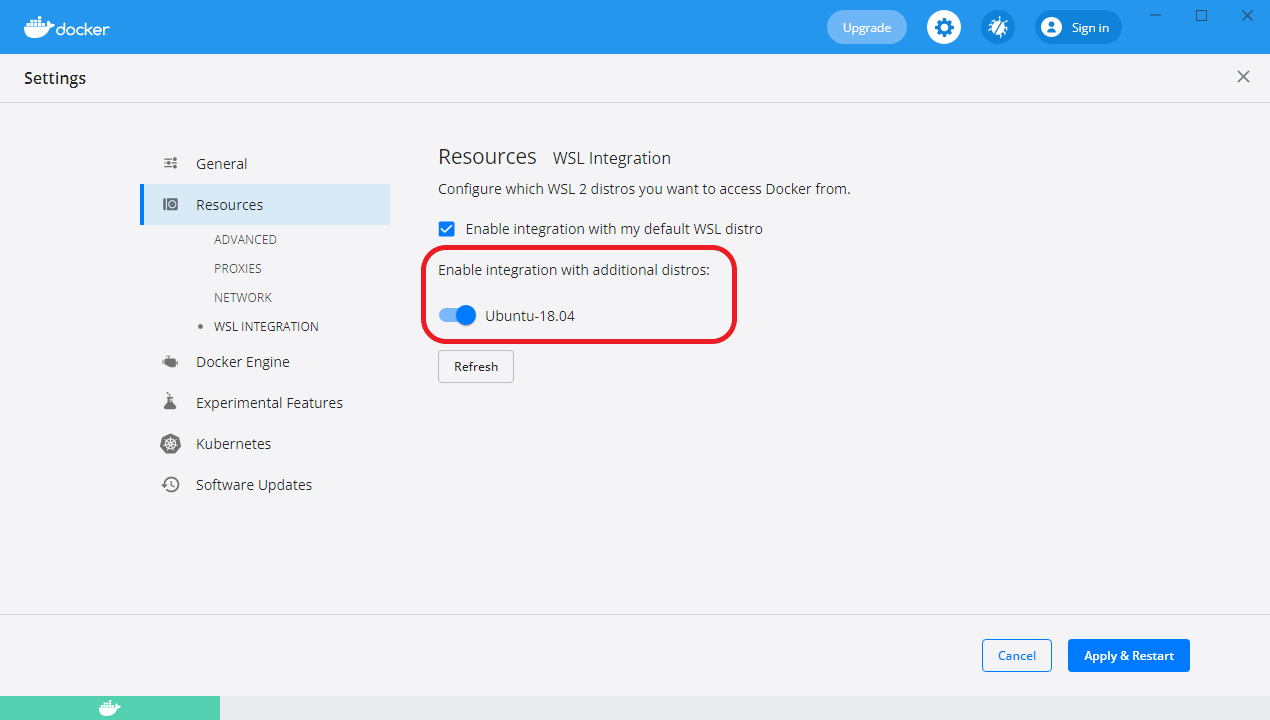 docker
Upgrade
Sign in
Settings
General
Resources
ADVANCED
PROXIES
NETWORK
WSL INTEGRATION
Docker Engine
Experimental Features
Kubernetes
Software Updates
Resources WSL Integration
Configure which WSL 2 distros you want to access Docker from.
Enable integration with my default WSL distro
Enable integration with additional distros:
Ubuntu-18.04
Refresh
Cancel
Apply & Restart